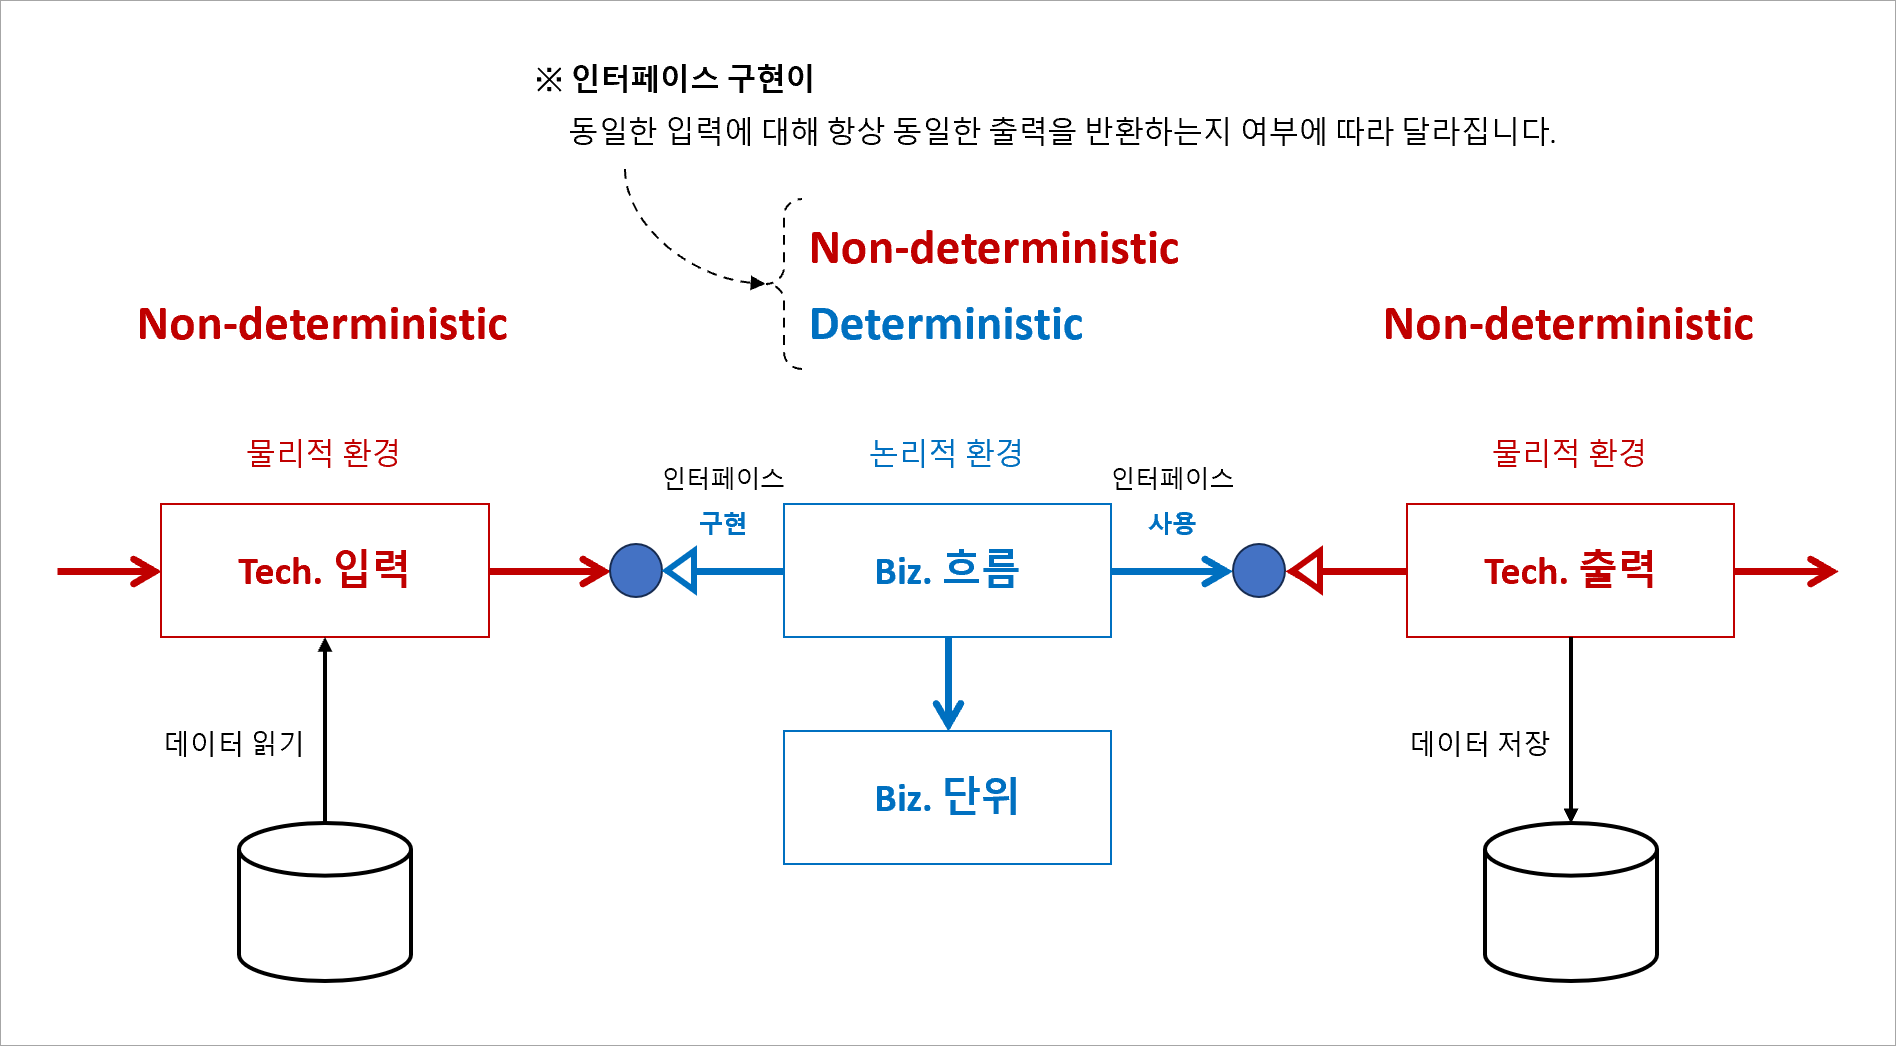 ※ 인터페이스 구현이
동일한 입력에 대해 항상 동일한 출력을 반환하는지 여부에 따라 달라집니다.
Non-deterministic
Deterministic
Non-deterministic
Non-deterministic
물리적 환경
논리적 환경
물리적 환경
인터페이스
구현
인터페이스
사용
Tech. 입력
Biz. 흐름
Tech. 출력
데이터 읽기
Biz. 단위
데이터 저장